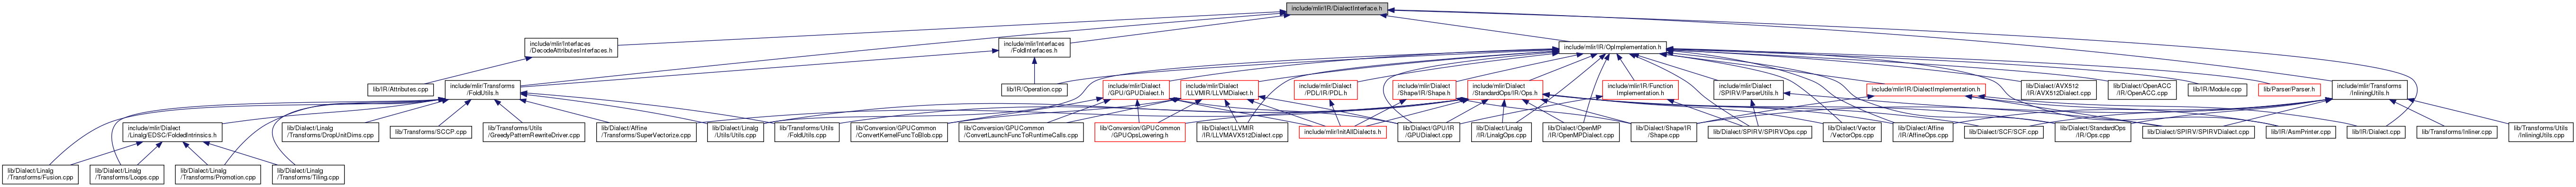 include/mlir/IR/DialectInterface.h
include/mlir/Interfaces
/DecodeAttributesInterfaces.h
include/mlir/Interfaces
/FoldInterfaces.h
include/mlir/IR/OpImplementation.h
lib/IR/Attributes.cpp
include/mlir/Transforms
/FoldUtils.h
lib/IR/Operation.cpp
include/mlir/Dialect
/GPU/GPUDialect.h
include/mlir/Dialect
/LLVMIR/LLVMDialect.h
include/mlir/Dialect
/PDL/IR/PDL.h
include/mlir/Dialect
/Shape/IR/Shape.h
include/mlir/Dialect
/StandardOps/IR/Ops.h
include/mlir/IR/Function
Implementation.h
include/mlir/Dialect
/SPIRV/ParserUtils.h
include/mlir/IR/DialectImplementation.h
lib/Dialect/AVX512
/IR/AVX512Dialect.cpp
lib/Dialect/OpenACC
/IR/OpenACC.cpp
lib/IR/Module.cpp
lib/Parser/Parser.h
include/mlir/Transforms
/InliningUtils.h
include/mlir/Dialect
/Linalg/EDSC/FoldedIntrinsics.h
lib/Dialect/Linalg
/Transforms/DropUnitDims.cpp
lib/Transforms/SCCP.cpp
lib/Transforms/Utils
/GreedyPatternRewriteDriver.cpp
lib/Dialect/Affine
/Transforms/SuperVectorize.cpp
lib/Dialect/Linalg
/Utils/Utils.cpp
lib/Transforms/Utils
/FoldUtils.cpp
lib/Conversion/GPUCommon
/ConvertKernelFuncToBlob.cpp
lib/Conversion/GPUCommon
/ConvertLaunchFuncToRuntimeCalls.cpp
lib/Conversion/GPUCommon
/GPUOpsLowering.h
lib/Dialect/LLVMIR
/IR/LLVMAVX512Dialect.cpp
include/mlir/InitAllDialects.h
lib/Dialect/GPU/IR
/GPUDialect.cpp
lib/Dialect/Linalg
/IR/LinalgOps.cpp
lib/Dialect/OpenMP
/IR/OpenMPDialect.cpp
lib/Dialect/Shape/IR
/Shape.cpp
lib/Dialect/SPIRV/SPIRVOps.cpp
lib/Dialect/Vector
/VectorOps.cpp
lib/Dialect/Affine
/IR/AffineOps.cpp
lib/Dialect/SCF/SCF.cpp
lib/Dialect/StandardOps
/IR/Ops.cpp
lib/Dialect/SPIRV/SPIRVDialect.cpp
lib/IR/AsmPrinter.cpp
lib/IR/Dialect.cpp
lib/Transforms/Inliner.cpp
lib/Transforms/Utils
/InliningUtils.cpp
lib/Dialect/Linalg
/Transforms/Fusion.cpp
lib/Dialect/Linalg
/Transforms/Loops.cpp
lib/Dialect/Linalg
/Transforms/Promotion.cpp
lib/Dialect/Linalg
/Transforms/Tiling.cpp